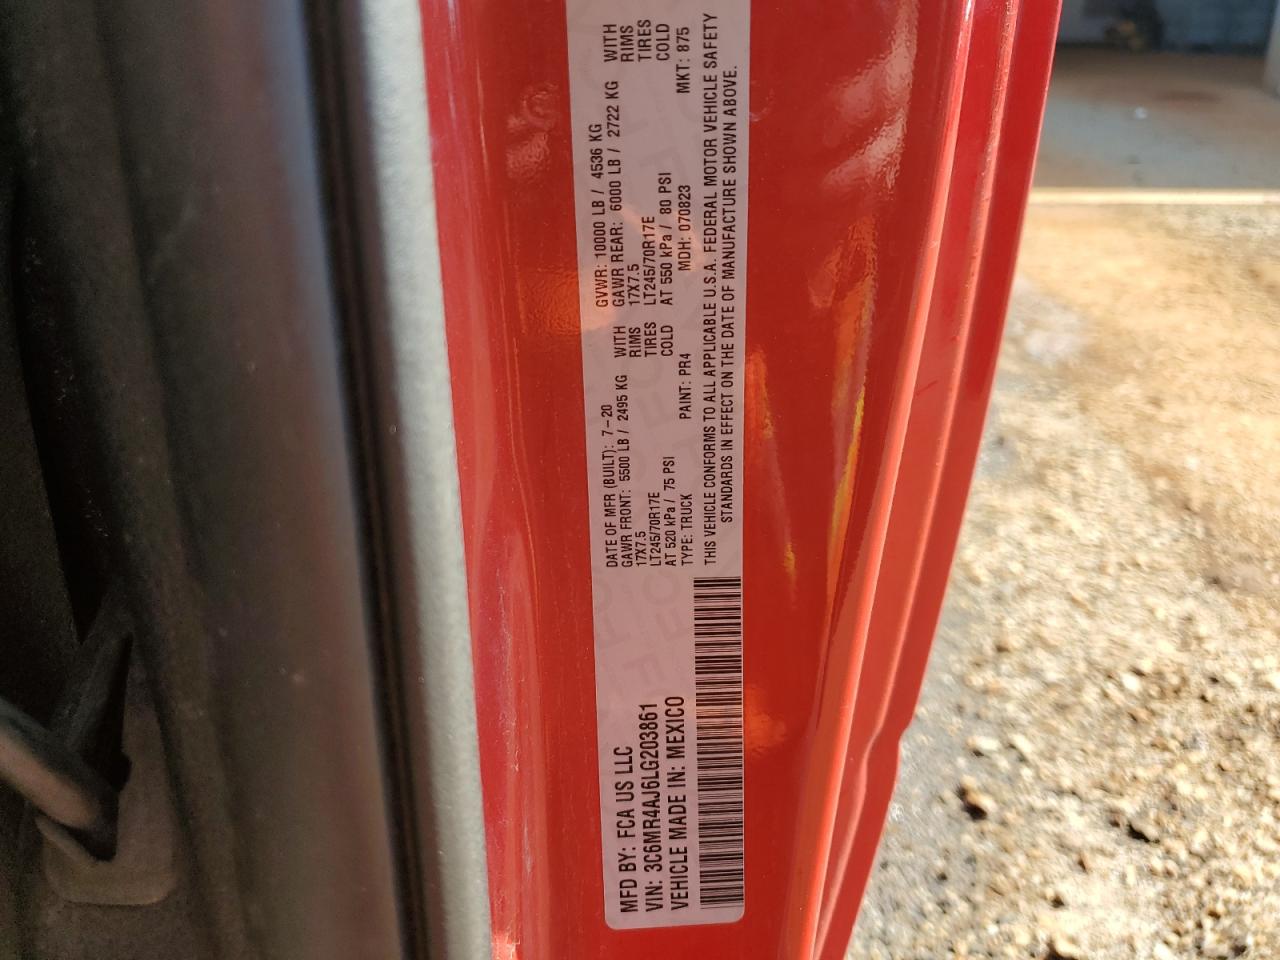 MFD BY: FCA US LLC
VIN: 3C6MR4AJ6LG203861
VEHICLE MADE IN: MEXICO
DATE OF MFR (BUILT): 7-20 GVWR: 10000 LB / 4536 KG
GAWR FRONT: 5500 LB / 2495 KG WITH GAWR REAR: 6000 LB / 2722 KG WITH
17X7.5 RIMS 17X7.5 RIMS
LT245/70R17E TIRES LT245/70R17E TIRES
AT 520 kPa / 75 PSI COLD AT 550 kPa / 80 PSI COLD
TYPE: TRUCK PAINT: PR4 MDH: 070823 MKT: 875
THIS VEHICLE CONFORMS TO ALL APPLICABLE U.S.A. FEDERAL MOTOR VEHICLE SAFETY
STANDARDS IN EFFECT ON THE DATE OF MANUFACTURE SHOWN ABOVE.